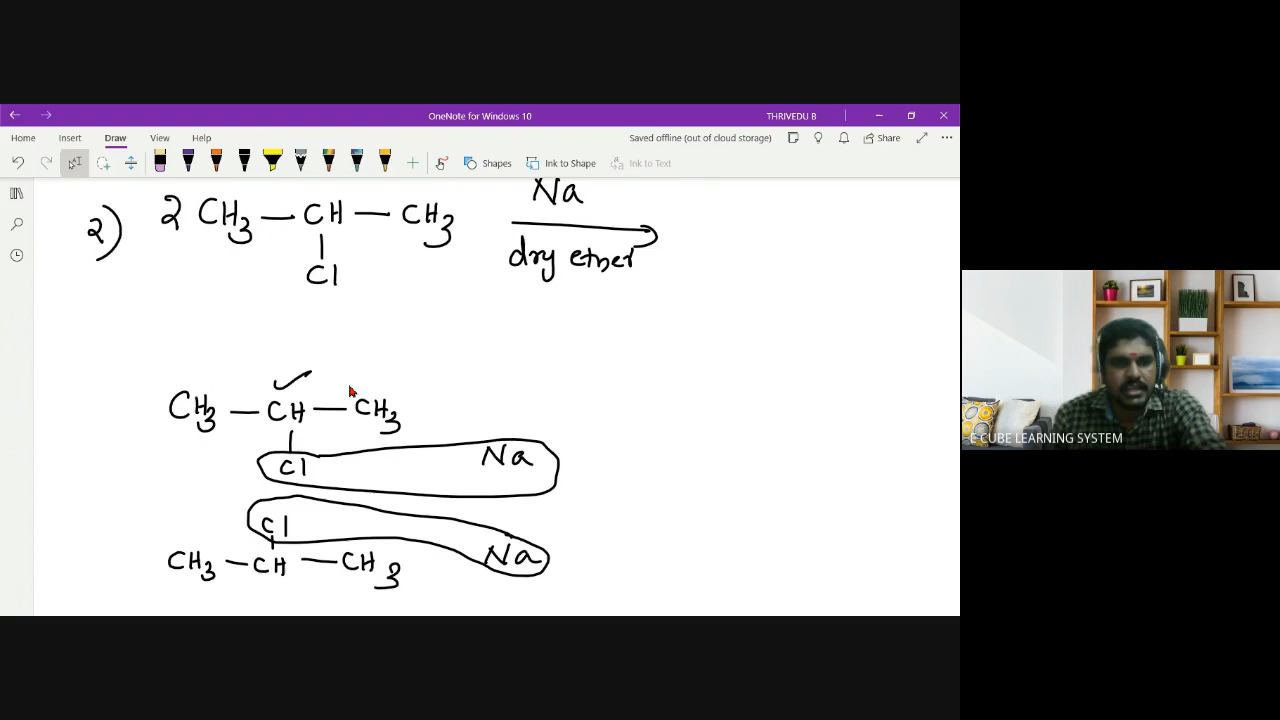 OneNote for Windows 10
THRIVEDU B
Home Insert Draw View Help
Saved offline (out of cloud storage)
Share
Shapes
Ink to Shape
Ink to Text
Na
2) 2 CH3 — CH — CH3
dry ether
Cl
CH3 — CH — CH3
Cl Na
Cl
Na
CH3 — CH — CH3
E CUBE LEARNING SYSTEM